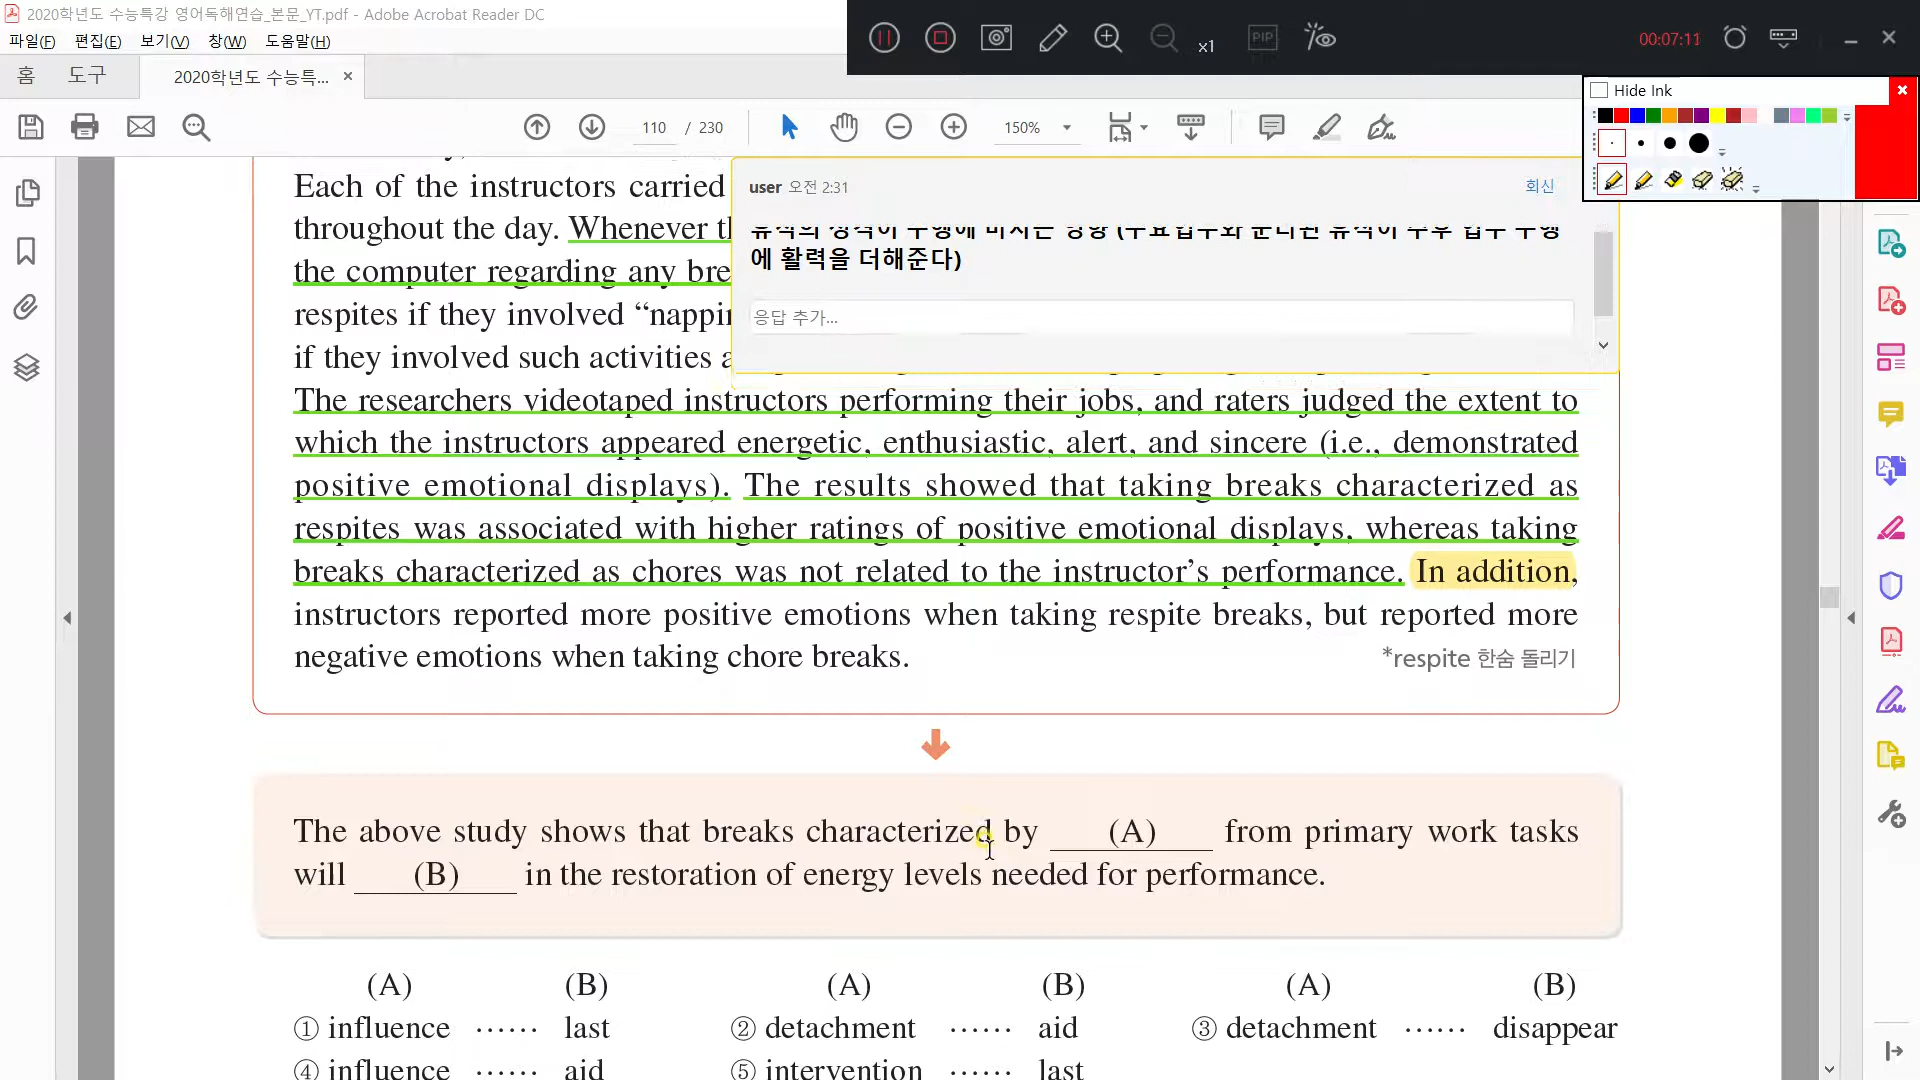 2020학년도 수능특강 영어독해연습_본문_YT.pdf - Adobe Acrobat Reader DC
파일(F) 편집(E) 보기(V) 창(W) 도움말(H)
x1
PIP
00:07:11
홈 도구 2020학년도 수능특... ×
Hide Ink
110 / 230
150%
user 오전 2:31
회신
에 활력을 더해준다)
응답 추가...
Each of the instructors carried
throughout the day. Whenever
the computer regarding any
respites if they involved
if they involved such activities
The researchers videotaped instructors performing their jobs, and raters judged the extent to
which the instructors appeared energetic, enthusiastic, alert, and sincere (i.e., demonstrated
positive emotional displays). The results showed that taking breaks characterized as
respites was associated with higher ratings of positive emotional displays, whereas taking
breaks characterized as chores was not related to the instructor's performance. In addition,
instructors reported more positive emotions when taking respite breaks, but reported more
negative emotions when taking chore breaks.
*respite 한숨 돌리기
The above study shows that breaks characterized by (A) from primary work tasks
will (B) in the restoration of energy levels needed for performance.
(A) (B) (A) (B) (A) (B)
① influence ······ last ② detachment ······ aid ③ detachment ······ disappear
④ influence ······ aid ⑤ intervention ······ last